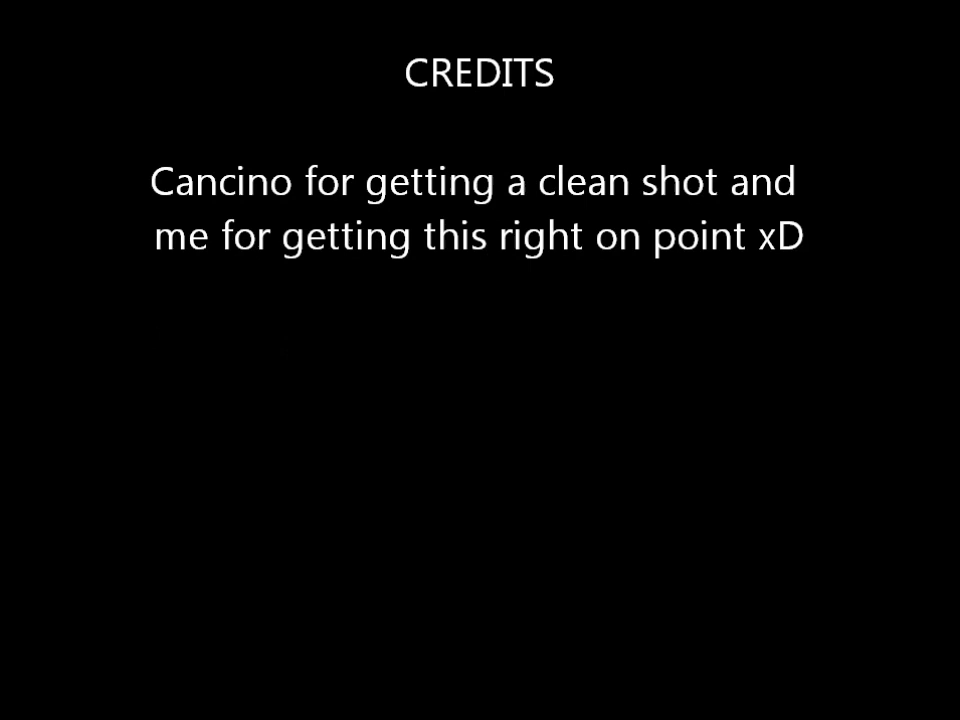 CREDITS
Cancino for getting a clean shot and
me for getting this right on point xD